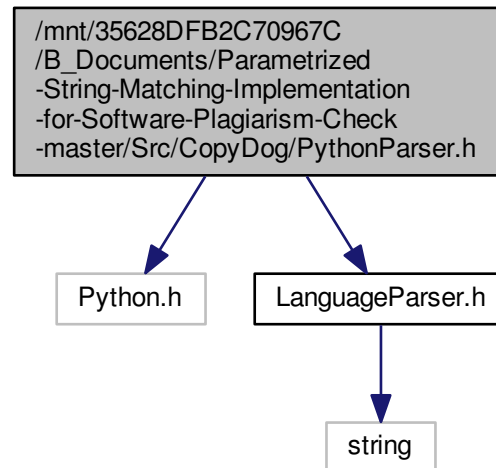 /mnt/35628DFB2C70967C
/B_Documents/Parametrized
-String-Matching-Implementation
-for-Software-Plagiarism-Check
-master/Src/CopyDog/PythonParser.h
Python.h
LanguageParser.h
string